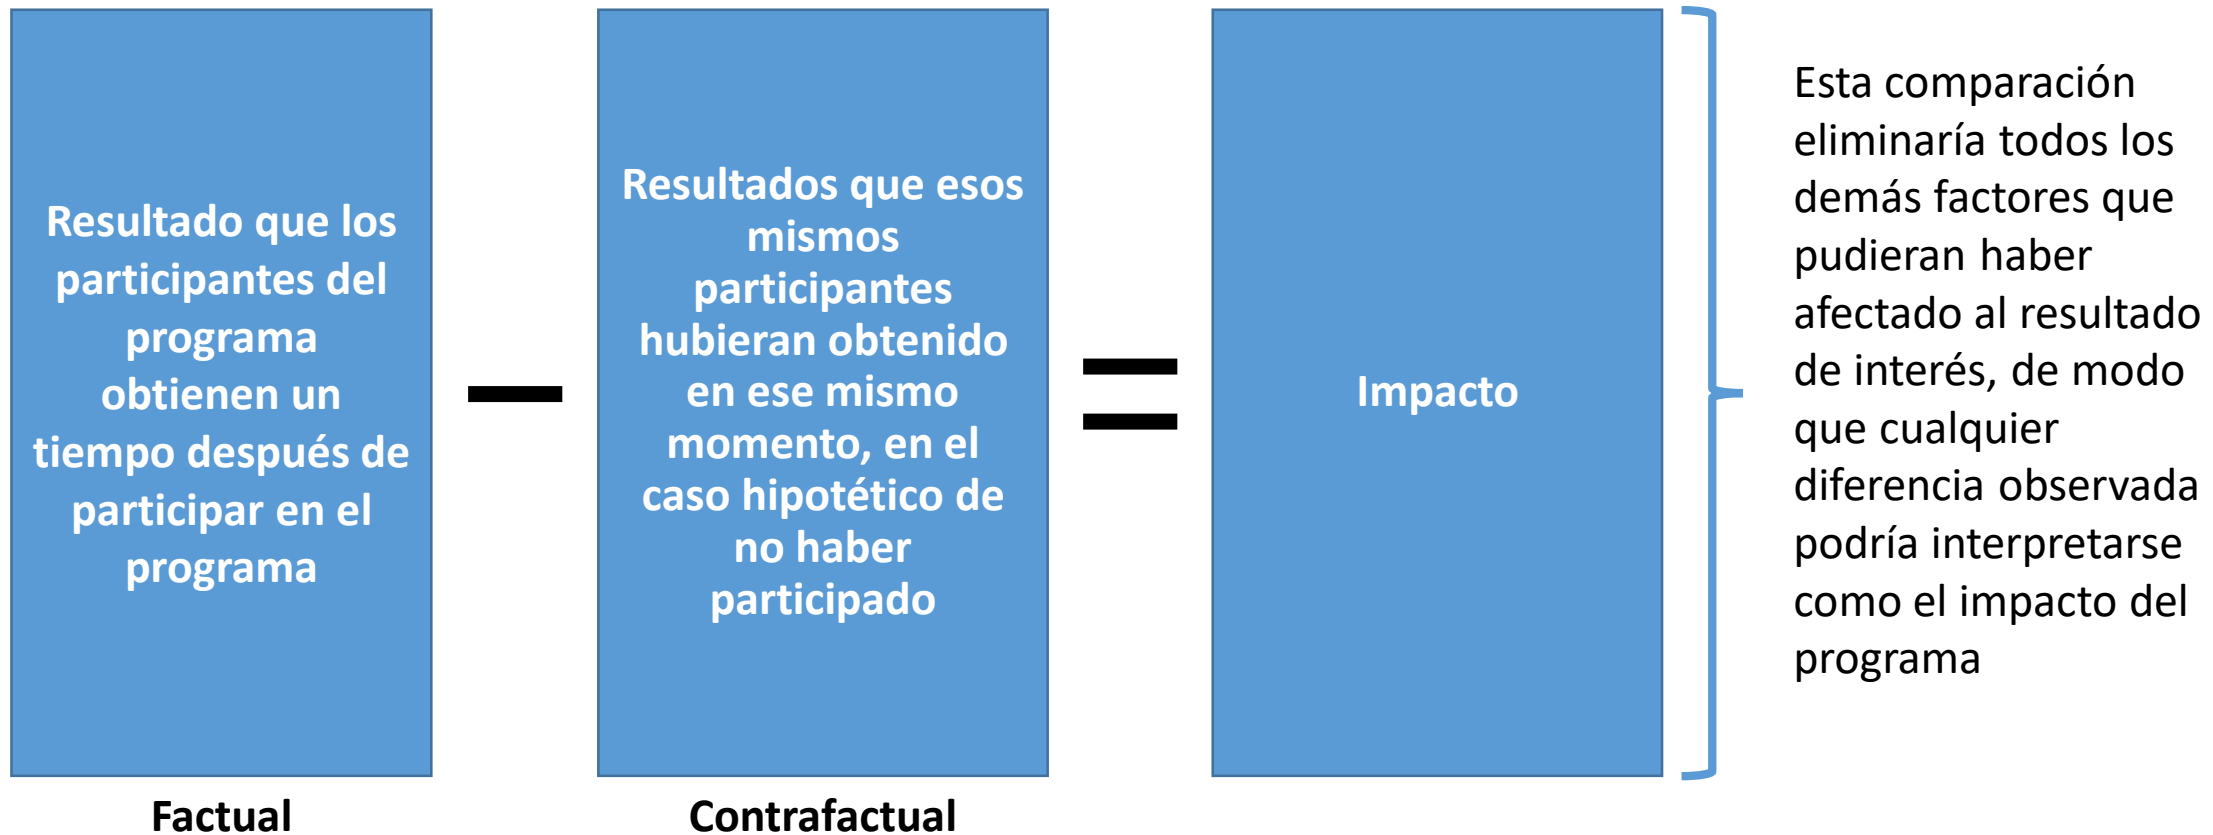 Resultado que los
participantes del
programa
obtienen un
tiempo después de
participar en el
programa
Factual
Resultados que esos
mismos
participantes
hubieran obtenido
en ese mismo
momento, en el
caso hipotético de
no haber
participado
Contrafactual
Impacto
Esta comparación
eliminaría todos los
demás factores que
pudieran haber
afectado al resultado
de interés, de modo
que cualquier
diferencia observada
podría interpretarse
como el impacto del
programa